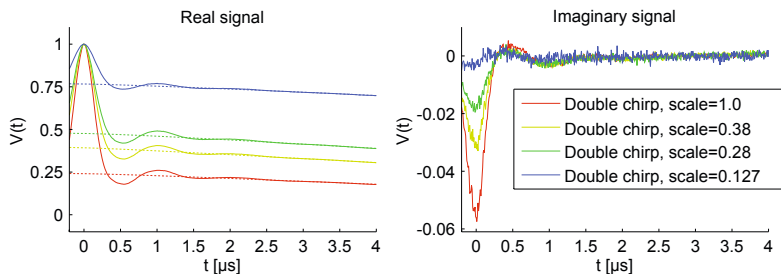 Real signal
V(t)
1
0.75
0.5
0.25
0
0
0.5
1
1.5
2
2.5
3
3.5
4
t [µs]
Imaginary signal
V(t)
0
-0.02
-0.04
-0.06
Double chirp, scale=1.0
Double chirp, scale=0.38
Double chirp, scale=0.28
Double chirp, scale=0.127
0
0.5
1
1.5
2
2.5
3
3.5
4
t [µs]